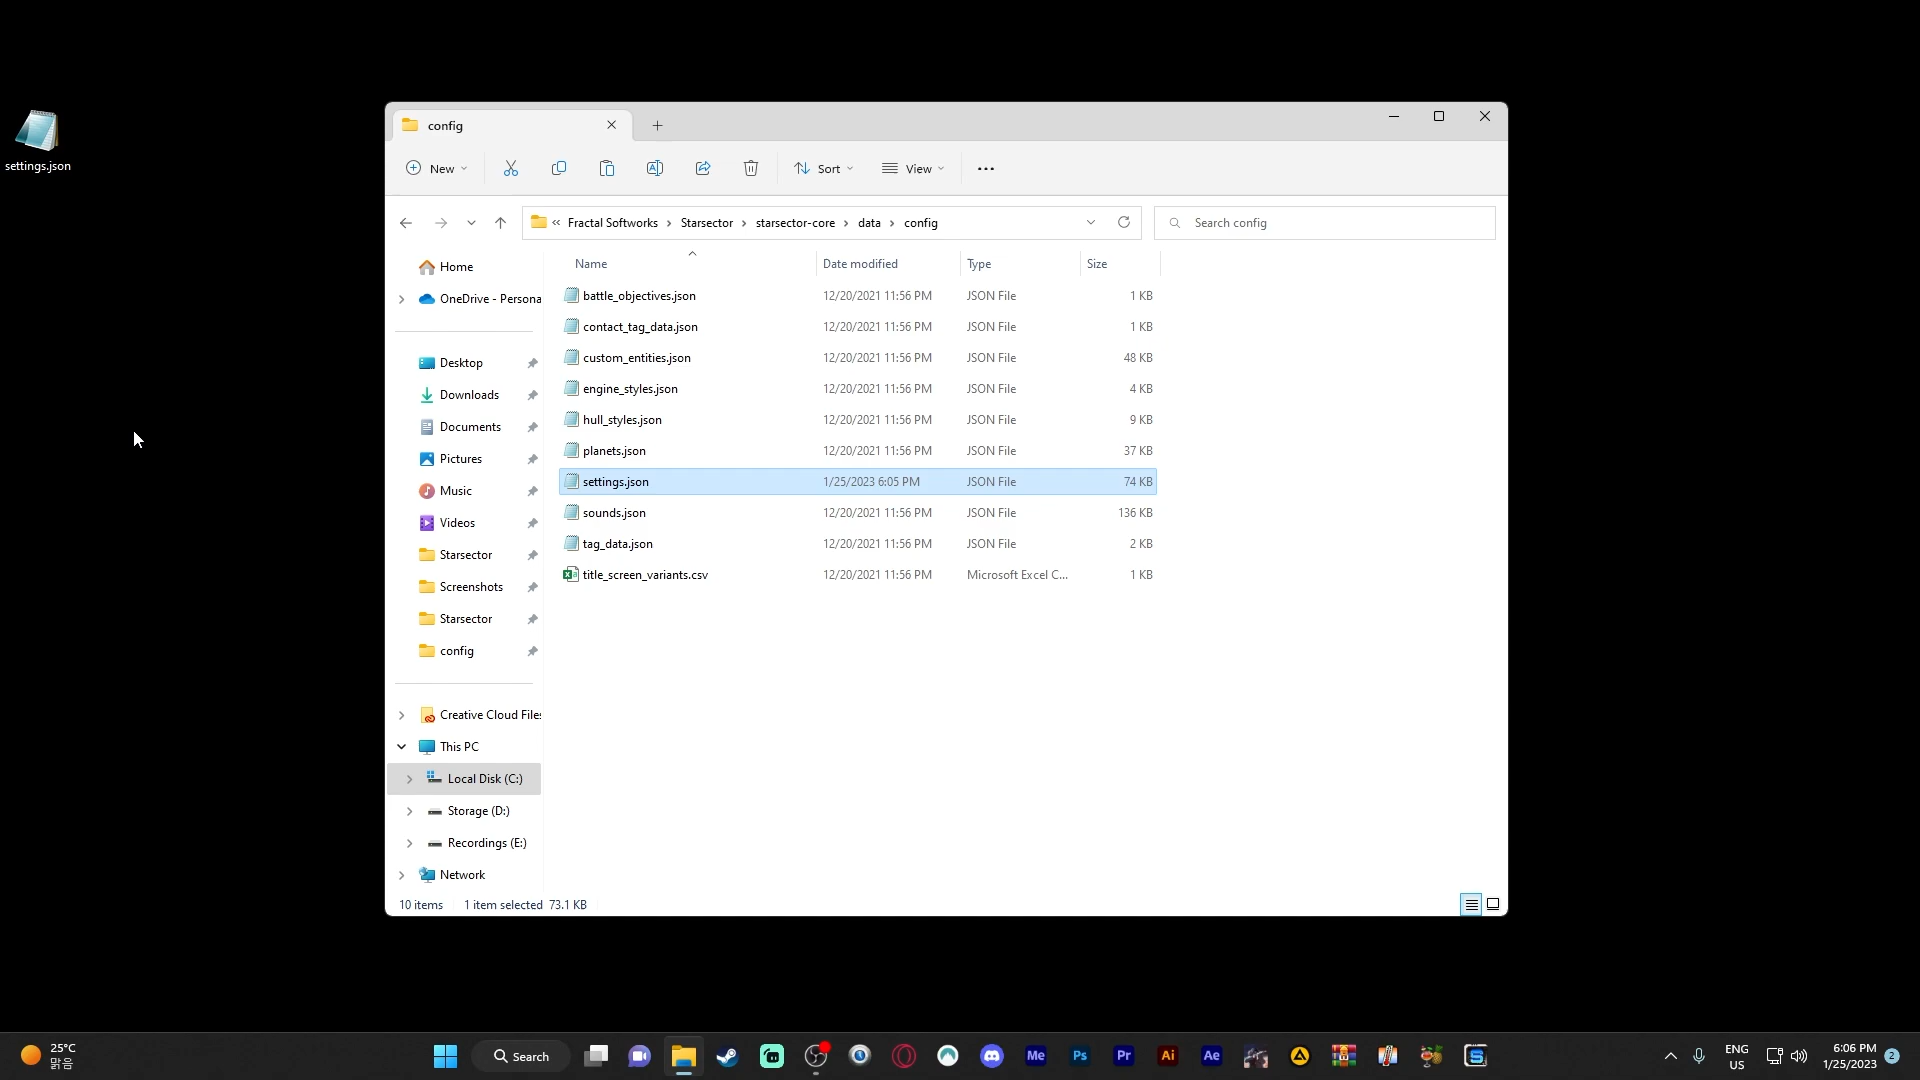 settings.json
config
New
Sort
View
Fractal Softworks > Starsector > starsector-core > data > config
Search config
Home
OneDrive - Persona
Desktop
Downloads
Documents
Pictures
Music
Videos
Starsector
Screenshots
Starsector
config
Creative Cloud Files
This PC
Local Disk (C:)
Storage (D:)
Recordings (E:)
Network
Name Date modified Type Size
battle_objectives.json 12/20/2021 11:56 PM JSON File 1 KB
contact_tag_data.json 12/20/2021 11:56 PM JSON File 1 KB
custom_entities.json 12/20/2021 11:56 PM JSON File 48 KB
engine_styles.json 12/20/2021 11:56 PM JSON File 4 KB
hull_styles.json 12/20/2021 11:56 PM JSON File 9 KB
planets.json 12/20/2021 11:56 PM JSON File 37 KB
settings.json 1/25/2023 6:05 PM JSON File 74 KB
sounds.json 12/20/2021 11:56 PM JSON File 136 KB
tag_data.json 12/20/2021 11:56 PM JSON File 2 KB
title_screen_variants.csv 12/20/2021 11:56 PM Microsoft Excel C... 1 KB
10 items 1 item selected 73.1 KB
25°C
맑음
Search
Me
Ps
Pr
Ai
Ae
ENG
US
6:06 PM
1/25/2023
2